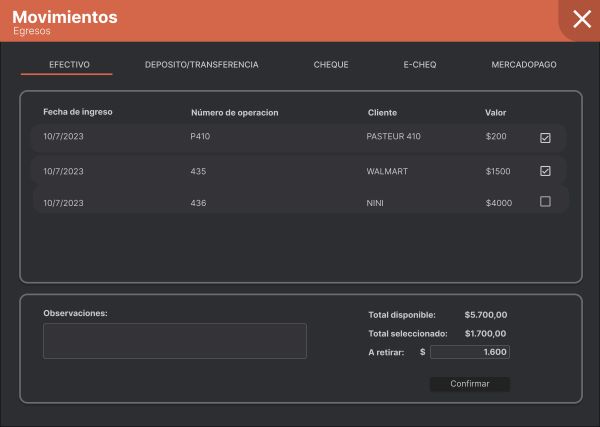 Movimientos
Egresos
EFECTIVO DEPOSITO/TRANSFERENCIA CHEQUE E-CHEQ MERCADOPAGO
Fecha de ingreso Número de operacion Cliente Valor
10/7/2023 P410 PASTEUR 410 $200
10/7/2023 435 WALMART $1500
10/7/2023 436 NINI $4000
Observaciones:
Total disponible: $5.700,00
Total seleccionado: $1.700,00
A retirar: $ 1.600
Confirmar